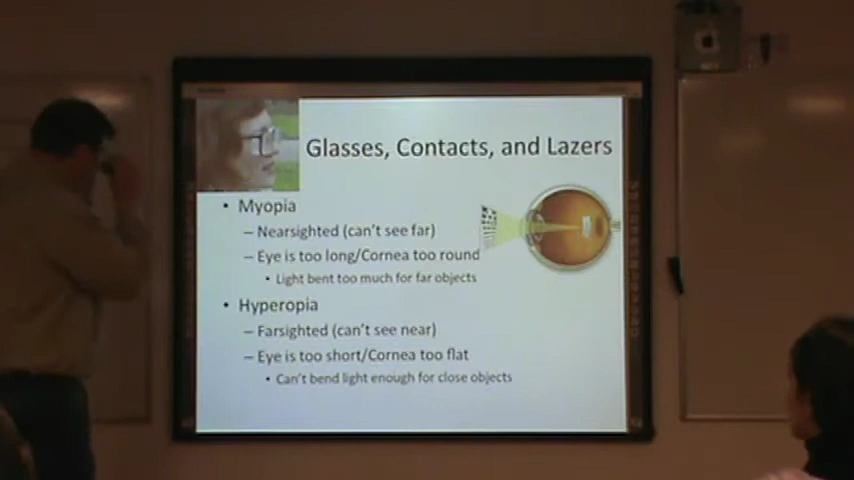 Glasses, Contacts, and Lazers
• Myopia
– Nearsighted (can't see far)
– Eye is too long/Cornea too round
• Light bent too much for far objects
• Hyperopia
– Farsighted (can't see near)
– Eye is too short/Cornea too flat
• Can't bend light enough for close objects